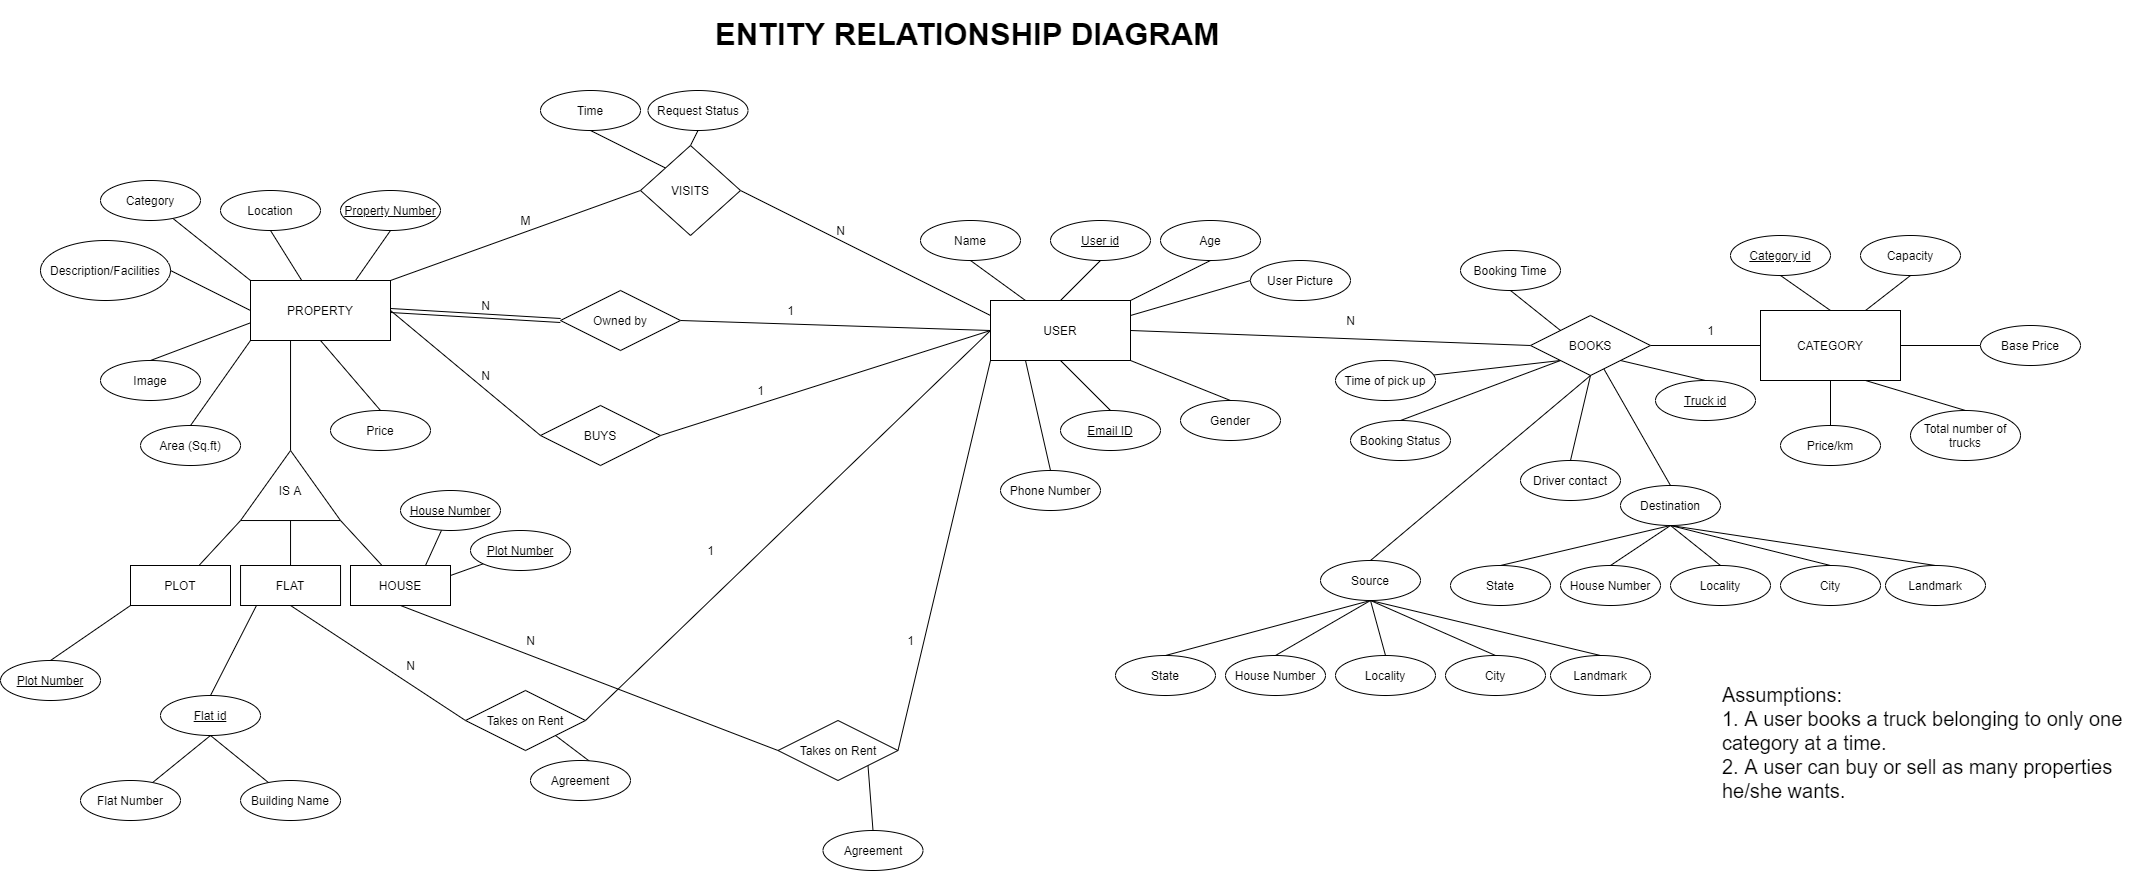 ENTITY RELATIONSHIP DIAGRAM
Time
Request Status
VISITS
Category
Location
Property Number
M
N
Description/Facilities
PROPERTY
Image
Area (Sq.ft)
Price
N
Owned by
1
N
BUYS
1
Name
User id
Age
User Picture
USER
Phone Number
Email ID
Gender
N
Booking Time
BOOKS
1
Time of pick up
Booking Status
Truck id
Driver contact
Category id
Capacity
CATEGORY
Base Price
Price/km
Total number of
trucks
Destination
State
House Number
Locality
City
Landmark
Source
State
House Number
Locality
City
Landmark
IS A
House Number
Plot Number
PLOT
FLAT
HOUSE
Plot Number
Flat id
Flat Number
Building Name
N
Takes on Rent
1
Agreement
N
Takes on Rent
1
Agreement
Assumptions:
1. A user books a truck belonging to only one
category at a time.
2. A user can buy or sell as many properties
he/she wants.